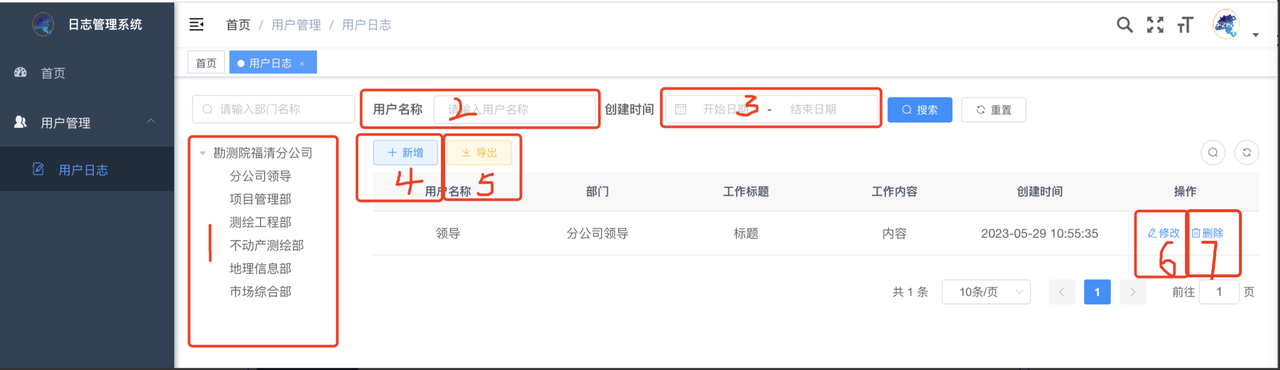 日志管理系统
首页 / 用户管理 / 用户日志
首页
用户日志 ×
首页
用户管理
用户日志
请输入部门名称
用户名称 请输入用户名称 2
创建时间 开始日期 - 结束日期 3
搜索
重置
勘测院福清分公司
分公司领导
项目管理部
测绘工程部
不动产测绘部
地理信息部
市场综合部
1
+ 新增 4
导出 5
用户名称 部门 工作标题 工作内容 创建时间 操作
领导 分公司领导 标题 内容 2023-05-29 10:55:35 修改 删除
6 7
共 1 条 10条/页 < 1 > 前往 1 页